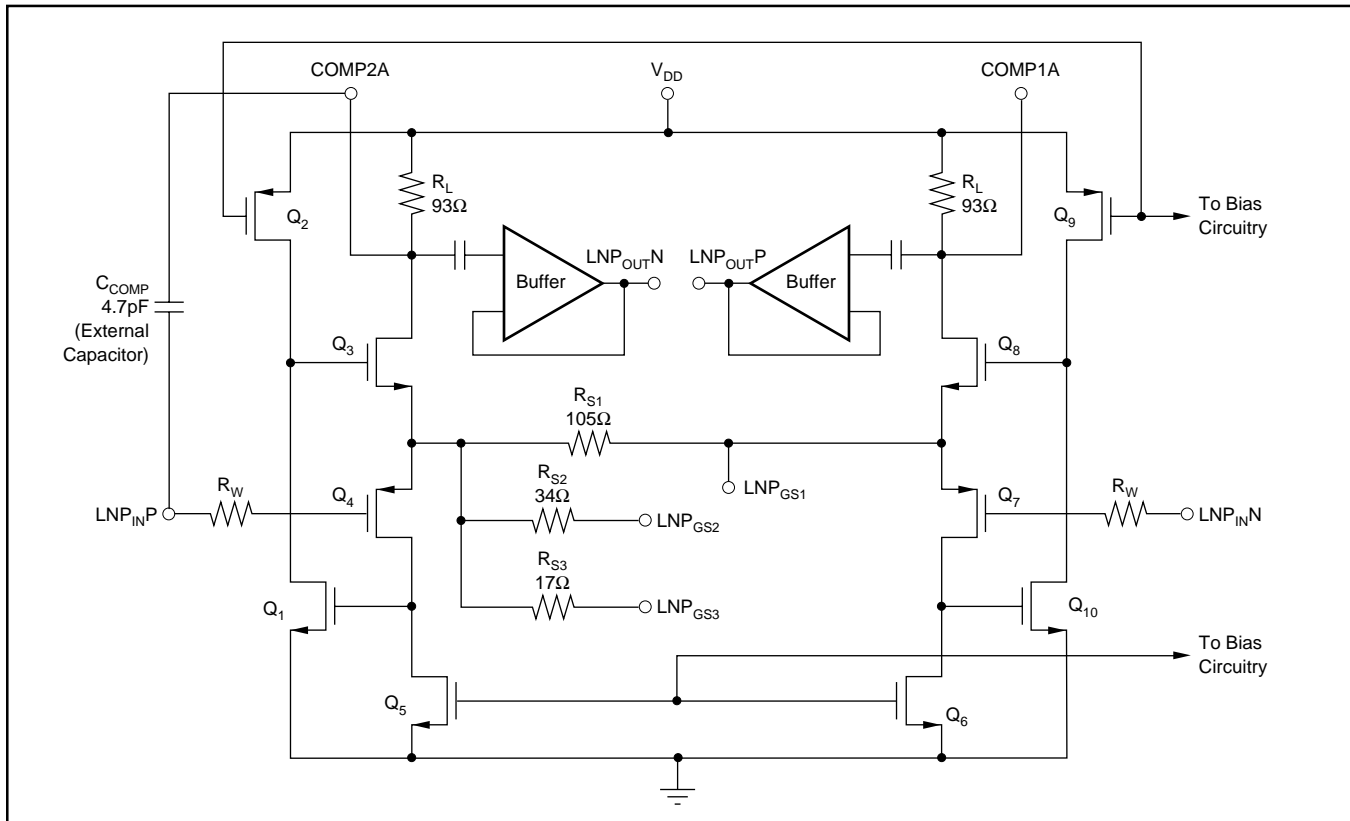 COMP2A
V_DD
COMP1A
R_L
93Ω
R_L
93Ω
Q_2
Q_9
To Bias
Circuitry
LNP_OUTN
LNP_OUTP
Buffer
Buffer
C_COMP
4.7pF
(External
Capacitor)
Q_3
Q_8
R_S1
105Ω
R_W
Q_4
R_S2
34Ω
LNP_GS1
Q_7
R_W
LNP_INP
LNP_GS2
LNP_INN
R_S3
17Ω
Q_1
LNP_GS3
Q_10
To Bias
Circuitry
Q_5
Q_6